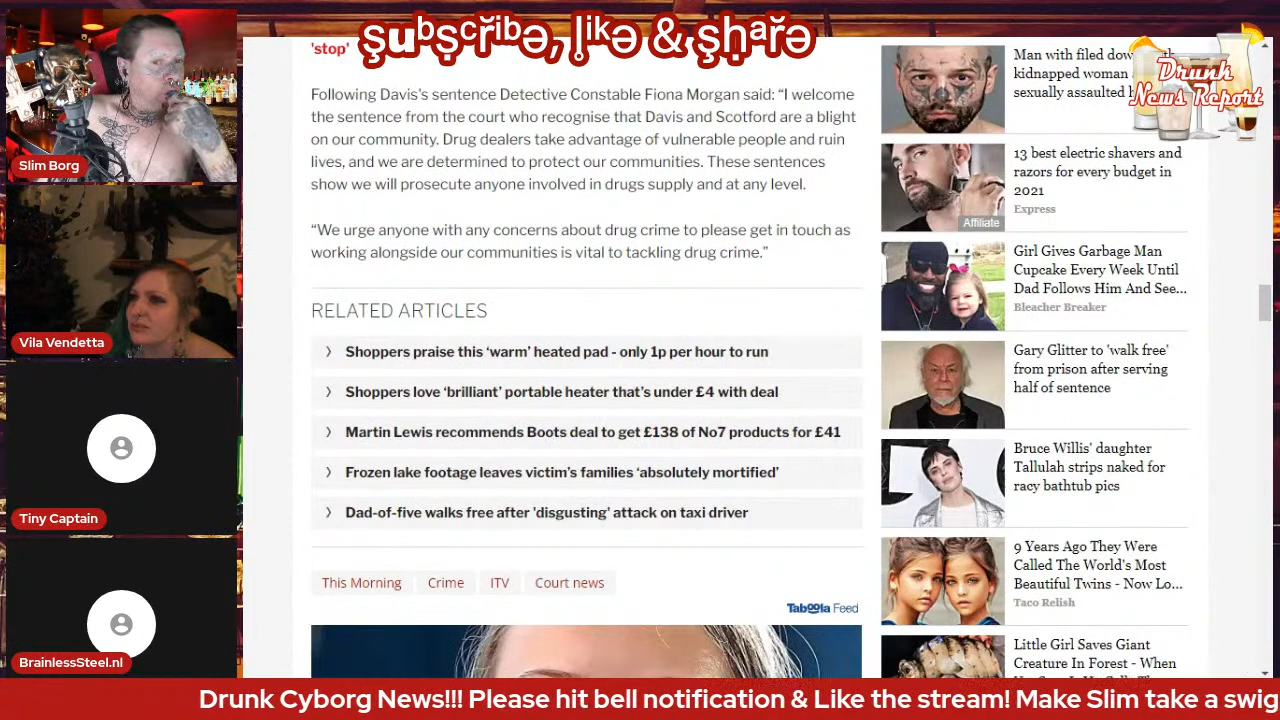 şuᵇşᶜřⁱᵇə, ļⁱᵏə & şḥᵃřə
Drunk
News Report
Slim Borg
Vila Vendetta
Tiny Captain
BrainlessSteel.nl
'stop'
Following Davis's sentence Detective Constable Fiona Morgan said: “I welcome
the sentence from the court who recognise that Davis and Scotford are a blight
on our community. Drug dealers take advantage of vulnerable people and ruin
lives, and we are determined to protect our communities. These sentences
show we will prosecute anyone involved in drugs supply and at any level.
“We urge anyone with any concerns about drug crime to please get in touch as
working alongside our communities is vital to tackling drug crime.”
RELATED ARTICLES
Shoppers praise this ‘warm’ heated pad - only 1p per hour to run
Shoppers love ‘brilliant’ portable heater that’s under £4 with deal
Martin Lewis recommends Boots deal to get £138 of No7 products for £41
Frozen lake footage leaves victim’s families ‘absolutely mortified’
Dad-of-five walks free after 'disgusting' attack on taxi driver
This Morning Crime ITV Court news
Taboola Feed
Man with filed
kidnapped woman
sexually assaulted
13 best electric shavers and
razors for every budget in
2021
Express
Affiliate
Girl Gives Garbage Man
Cupcake Every Week Until
Dad Follows Him And See...
Bleacher Breaker
Gary Glitter to 'walk free'
from prison after serving
half of sentence
Bruce Willis' daughter
Tallulah strips naked for
racy bathtub pics
9 Years Ago They Were
Called The World's Most
Beautiful Twins - Now Lo...
Taco Relish
Little Girl Saves Giant
Creature In Forest - When
Drunk Cyborg News!!! Please hit bell notification & Like the stream! Make Slim take a swig